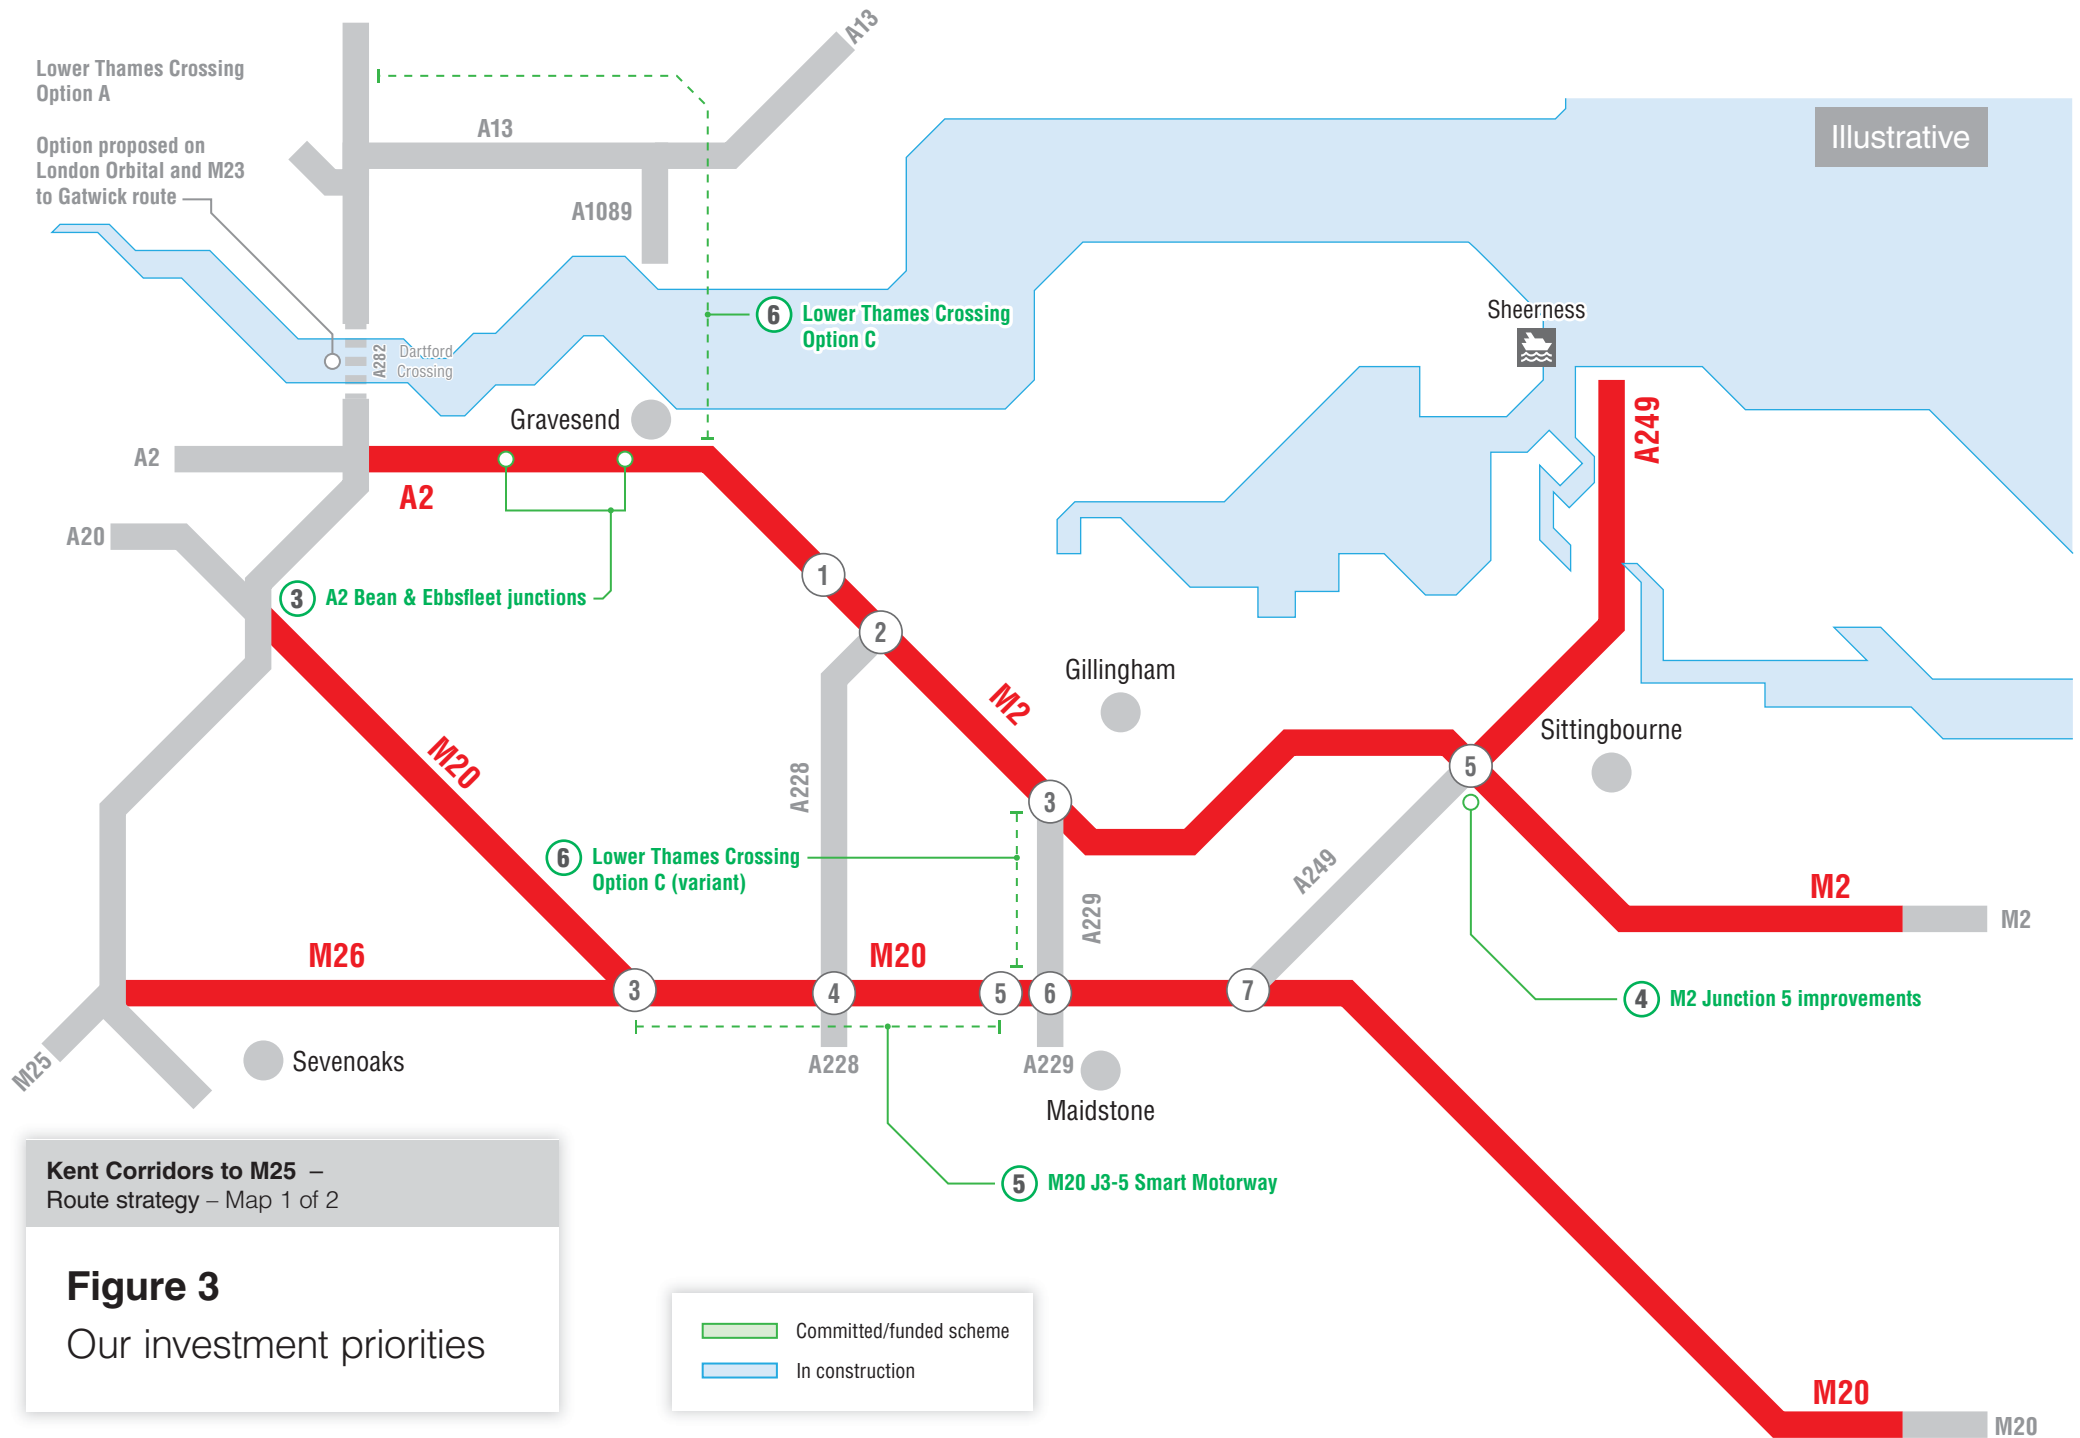 Lower Thames Crossing
Option A
Option proposed on
London Orbital and M23
to Gatwick route
A13
A13
A1089
Illustrative
6
Lower Thames Crossing
Option C
Sheerness
A282
Dartford
Crossing
Gravesend
A249
A2
A2
A20
3
A2 Bean & Ebbsfleet junctions
1
2
Gillingham
M2
Sittingbourne
M20
A228
3
5
6
Lower Thames Crossing
Option C (variant)
A249
A229
M2
M2
M26
M20
3
4
5
6
7
4
M2 Junction 5 improvements
M25
Sevenoaks
A228
A229
Maidstone
5
M20 J3-5 Smart Motorway
Kent Corridors to M25 –
Route strategy – Map 1 of 2
Figure 3
Our investment priorities
Committed/funded scheme
In construction
M20
M20